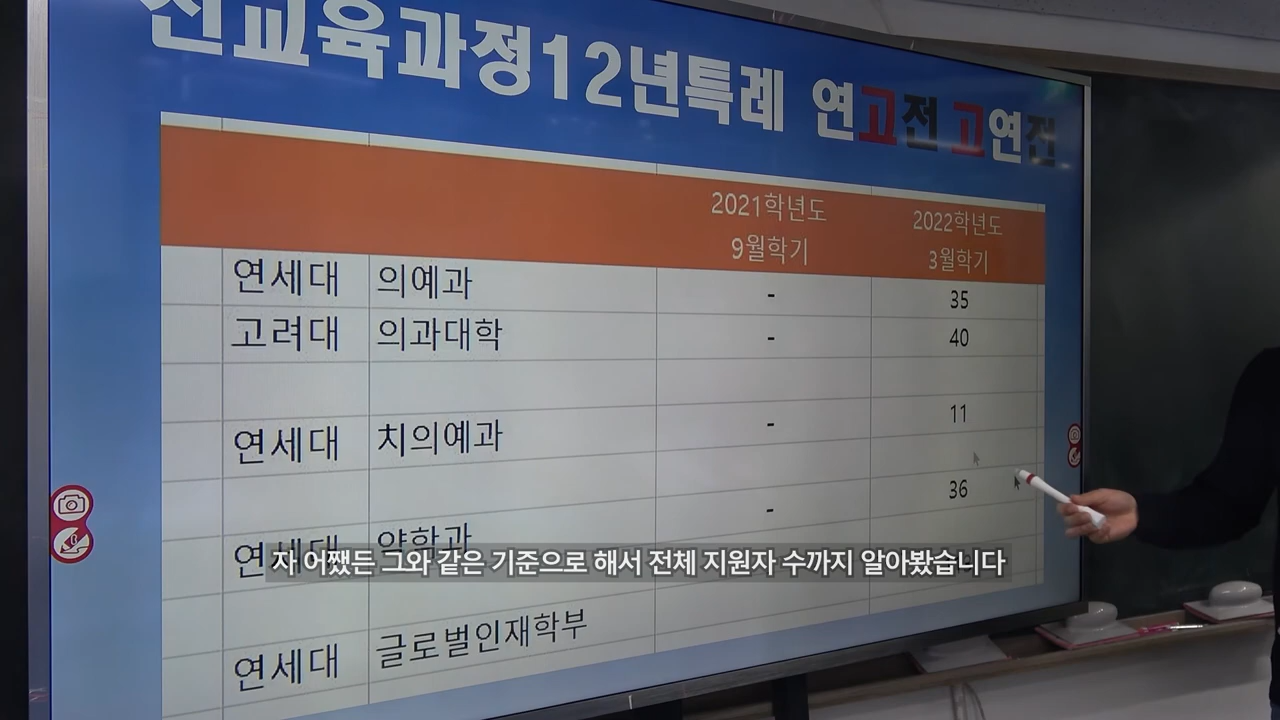 전교육과정12년특례 연고전 고연전
2021학년도 9월학기
2022학년도 3월학기
연세대 의예과 - 35
고려대 의과대학 - 40
연세대 치의예과 - 11
연세대 약학과 - 36
자 어쨌든 그와 같은 기준으로 해서 전체 지원자 수까지 알아봤습니다
연세대 글로벌인재학부